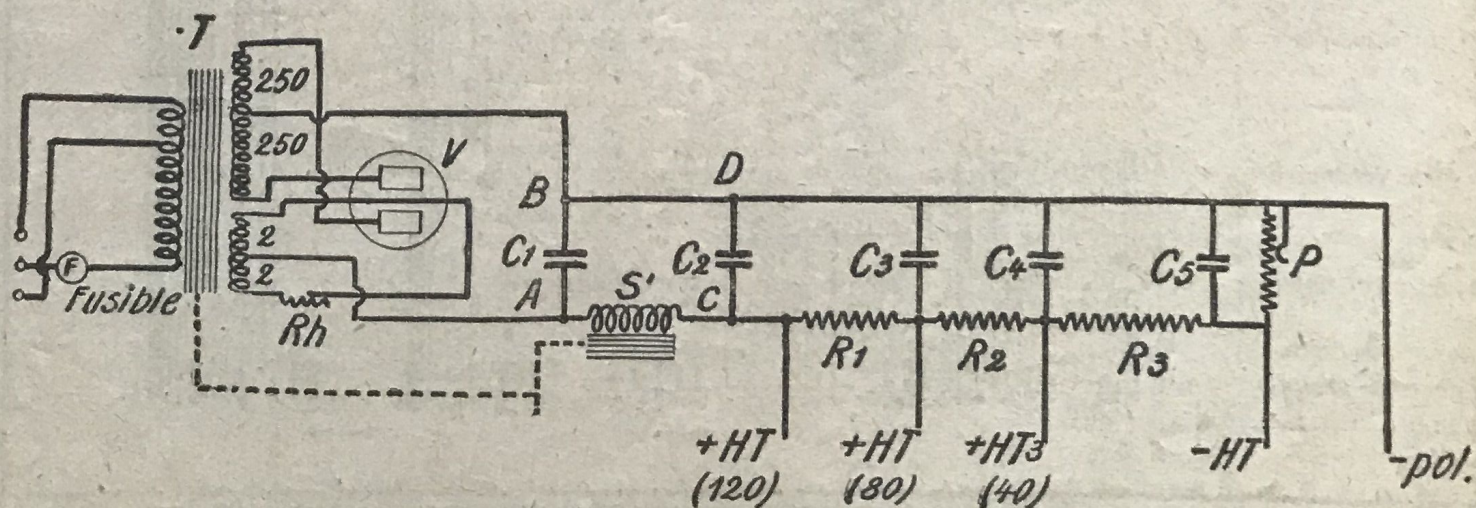 ·T
250
250
V
2
2
F
Fusible
Rh
B
D
C1
C2
C3
C4
C5
P
A
S'
C
R1
R2
R3
+HT
(120)
+HT
(80)
+HT3
(40)
-HT
-pol.